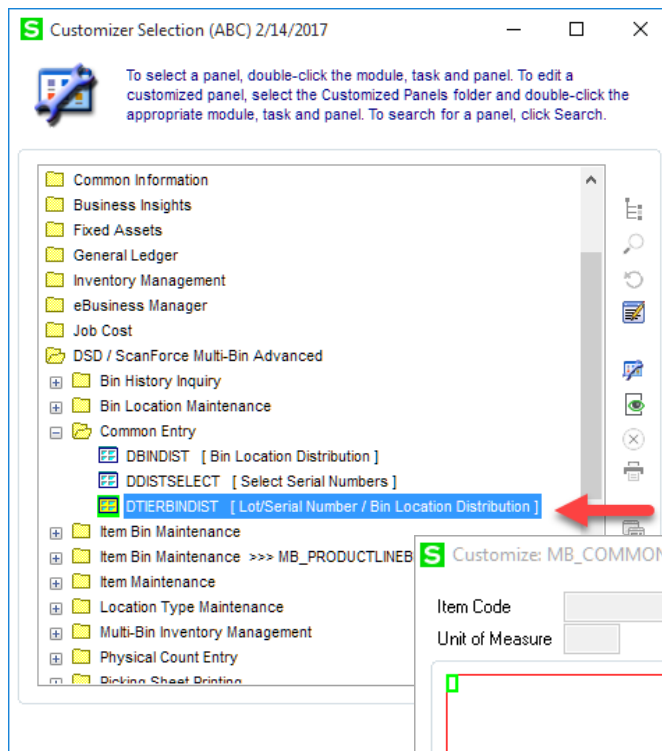 S Customizer Selection (ABC) 2/14/2017
To select a panel, double-click the module, task and panel. To edit a
customized panel, select the Customized Panels folder and double-click the
appropriate module, task and panel. To search for a panel, click Search.
Common Information
Business Insights
Fixed Assets
General Ledger
Inventory Management
eBusiness Manager
Job Cost
DSD / ScanForce Multi-Bin Advanced
Bin History Inquiry
Bin Location Maintenance
Common Entry
DBINDIST [ Bin Location Distribution ]
DDISTSELECT [ Select Serial Numbers ]
DTIERBINDIST [ Lot/Serial Number / Bin Location Distribution ]
Item Bin Maintenance
Item Bin Maintenance >>> MB_PRODUCTLINEB
Item Maintenance
Location Type Maintenance
Multi-Bin Inventory Management
Physical Count Entry
Picking Sheet Printing
S Customize: MB_COMMON
Item Code
Unit of Measure